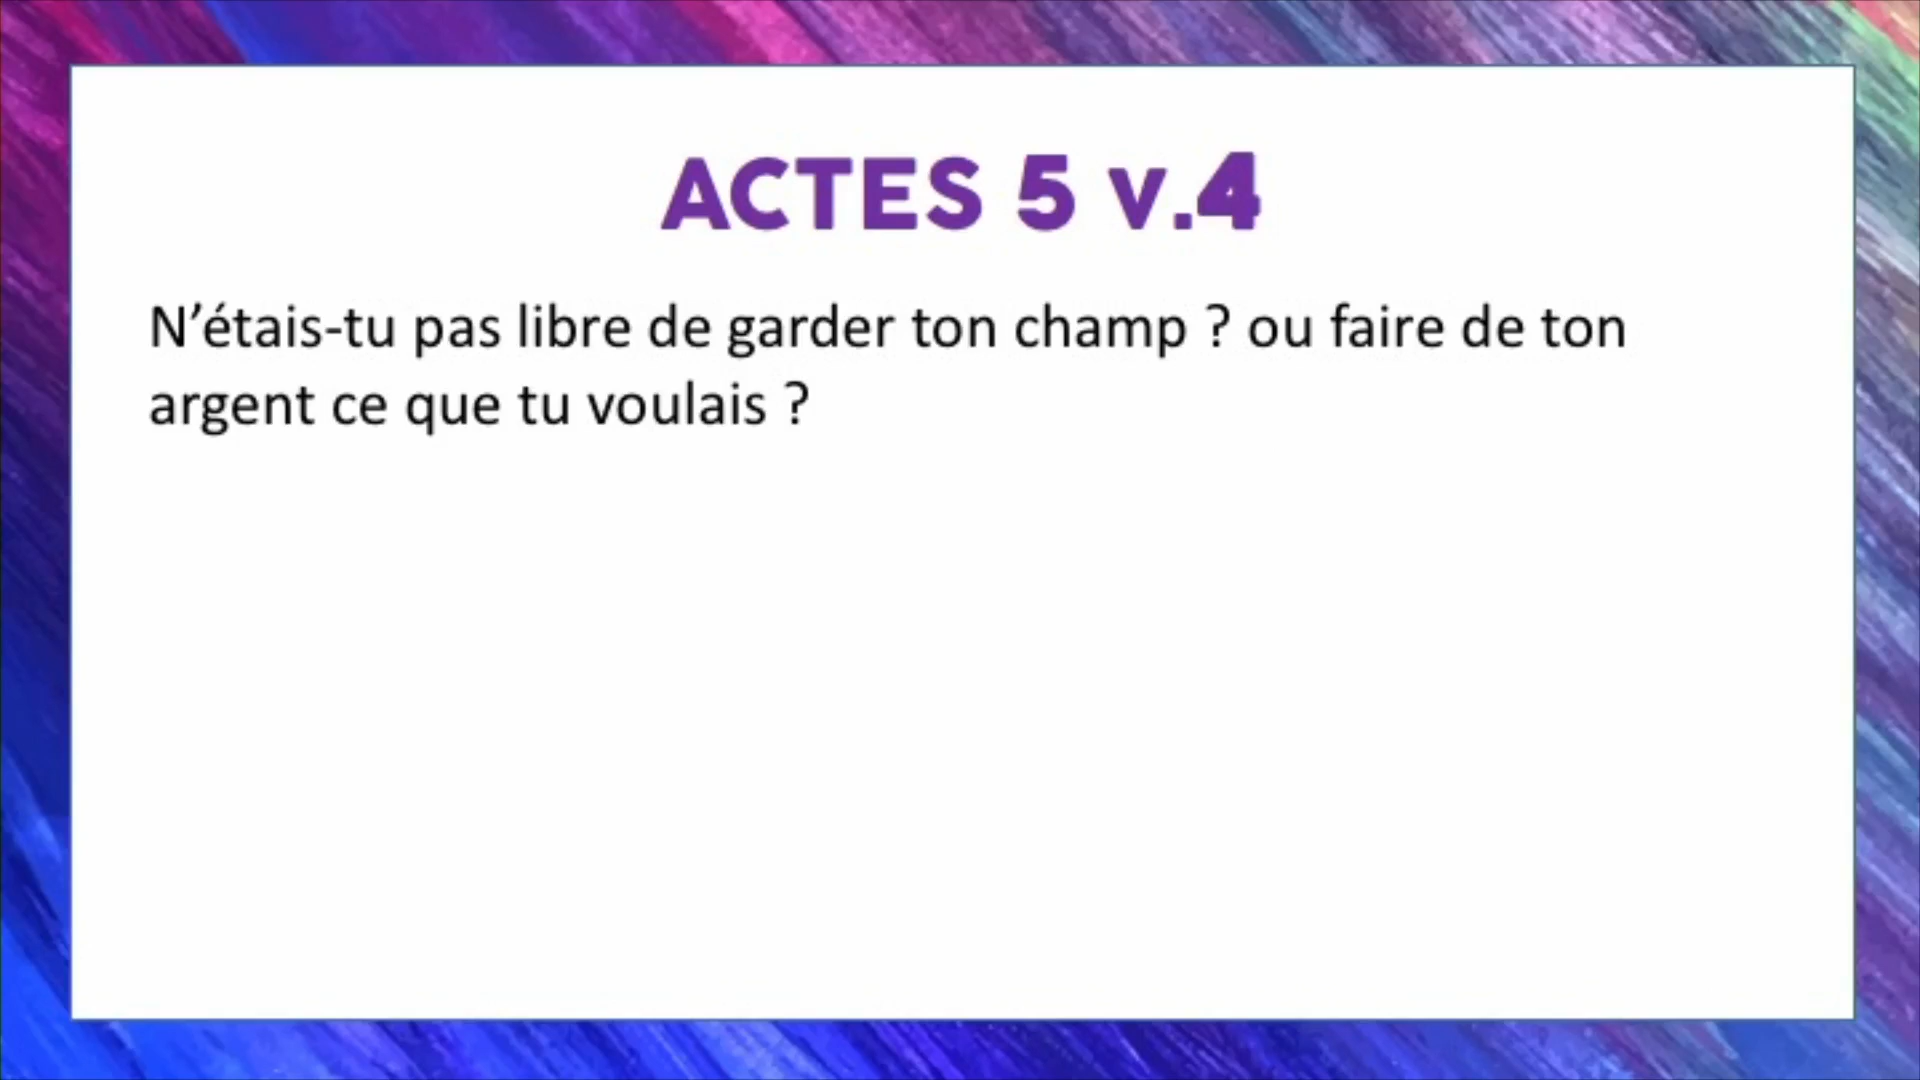 ACTES 5 v.4
N’étais-tu pas libre de garder ton champ ? ou faire de ton
argent ce que tu voulais ?